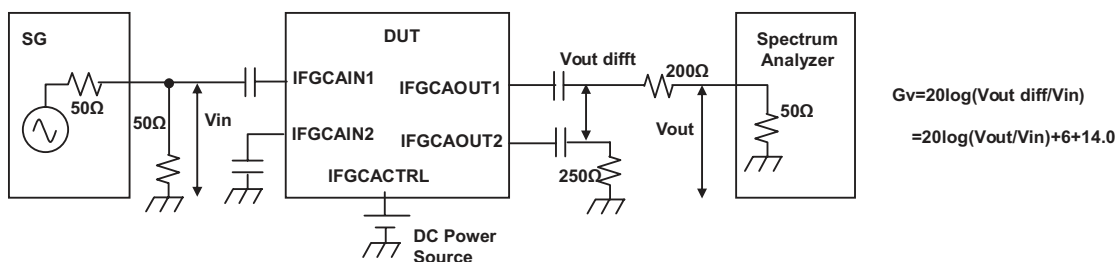 SG
50Ω
50Ω
Vin
DUT
IFGCAIN1
IFGCAIN2
IFGCAOUT1
IFGCAOUT2
IFGCACTRL
DC Power
Source
Vout difft
200Ω
250Ω
Vout
Spectrum
Analyzer
50Ω
Gv=20log(Vout diff/Vin)
=20log(Vout/Vin)+6+14.0